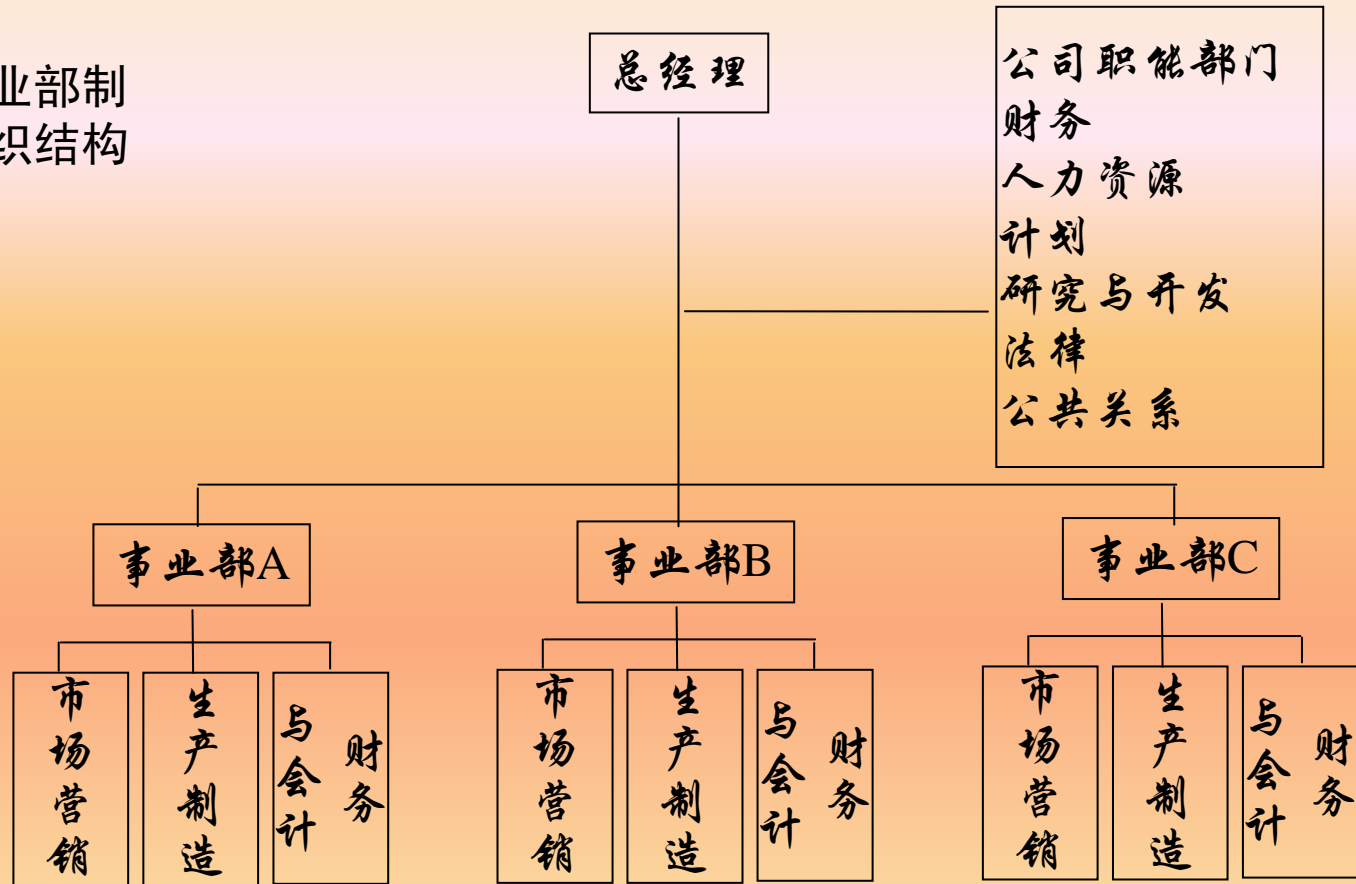 业部制
织结构
总经理
公司职能部门
财务
人力资源
计划
研究与开发
法律
公共关系
事业部A
事业部B
事业部C
市场营销
生产制造
财务
与会计
市场营销
生产制造
财务
与会计
市场营销
生产制造
财务
与会计